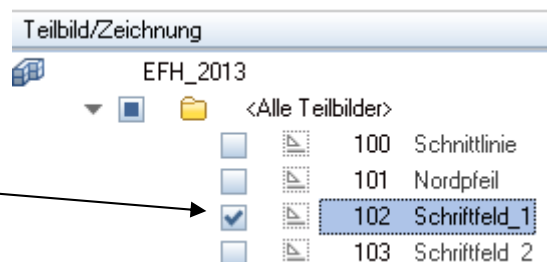 Teilbild/Zeichnung
EFH_2013
<Alle Teilbilder>
100 Schnittlinie
101 Nordpfeil
102 Schriftfeld_1
103 Schriftfeld 2